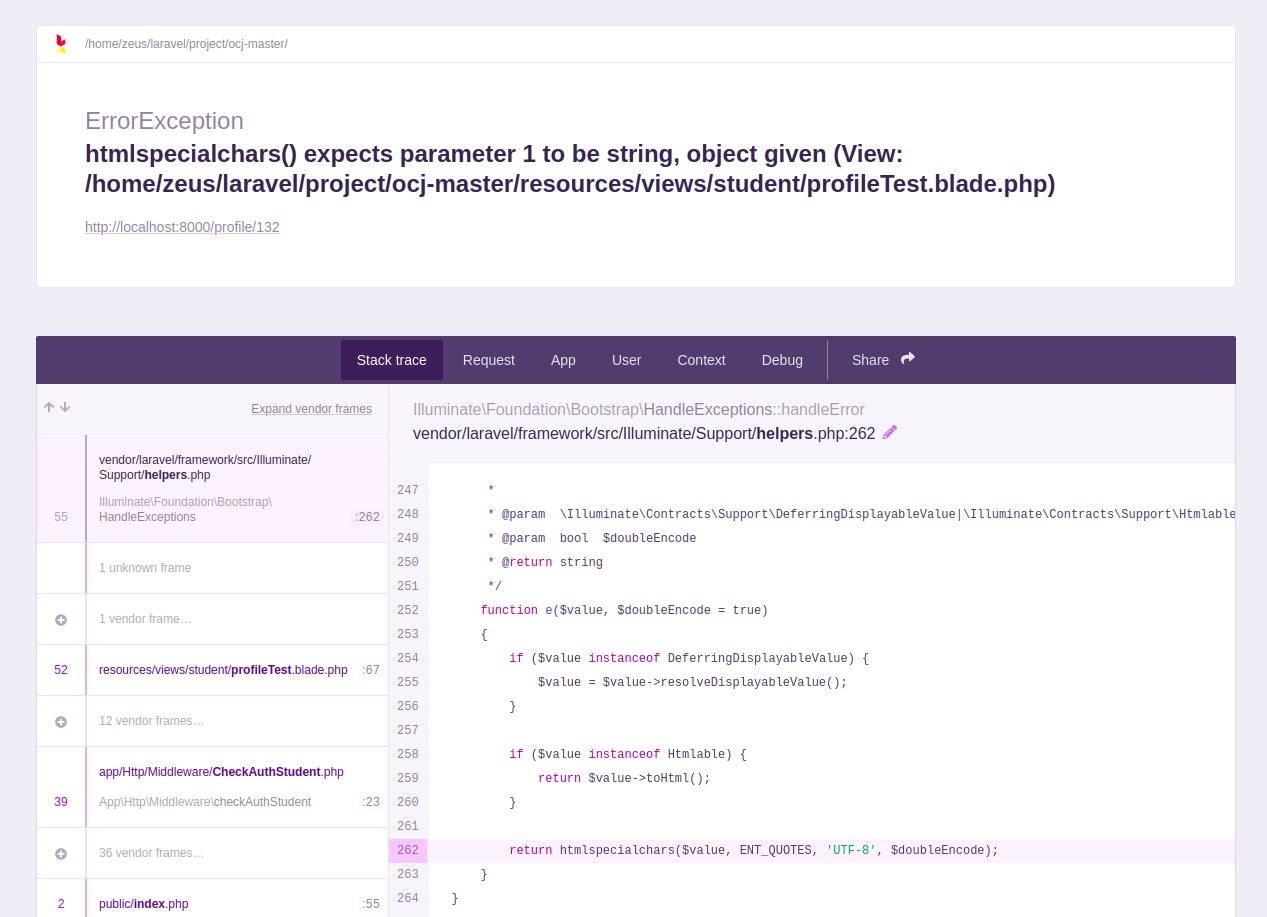 /home/zeus/laravel/project/ocj-master/
ErrorException
htmlspecialchars() expects parameter 1 to be string, object given (View:
/home/zeus/laravel/project/ocj-master/resources/views/student/profileTest.blade.php)
http://localhost:8000/profile/132
Stack trace Request App User Context Debug Share
Expand vendor frames
vendor/laravel/framework/src/Illuminate/
Support/helpers.php
Illuminate\Foundation\Bootstrap\
55 HandleExceptions :262
1 unknown frame
1 vendor frame…
52 resources/views/student/profileTest.blade.php :67
12 vendor frames…
app/Http/Middleware/CheckAuthStudent.php
39 App\Http\Middleware\checkAuthStudent :23
36 vendor frames…
2 public/index.php :55
Illuminate\Foundation\Bootstrap\HandleExceptions::handleError
vendor/laravel/framework/src/Illuminate/Support/helpers.php:262
247      *
248      * @param  \Illuminate\Contracts\Support\DeferringDisplayableValue|\Illuminate\Contracts\Support\Htmlable
249      * @param  bool  $doubleEncode
250      * @return string
251      */
252     function e($value, $doubleEncode = true)
253     {
254         if ($value instanceof DeferringDisplayableValue) {
255             $value = $value->resolveDisplayableValue();
256         }
257
258         if ($value instanceof Htmlable) {
259             return $value->toHtml();
260         }
261
262         return htmlspecialchars($value, ENT_QUOTES, 'UTF-8', $doubleEncode);
263     }
264 }